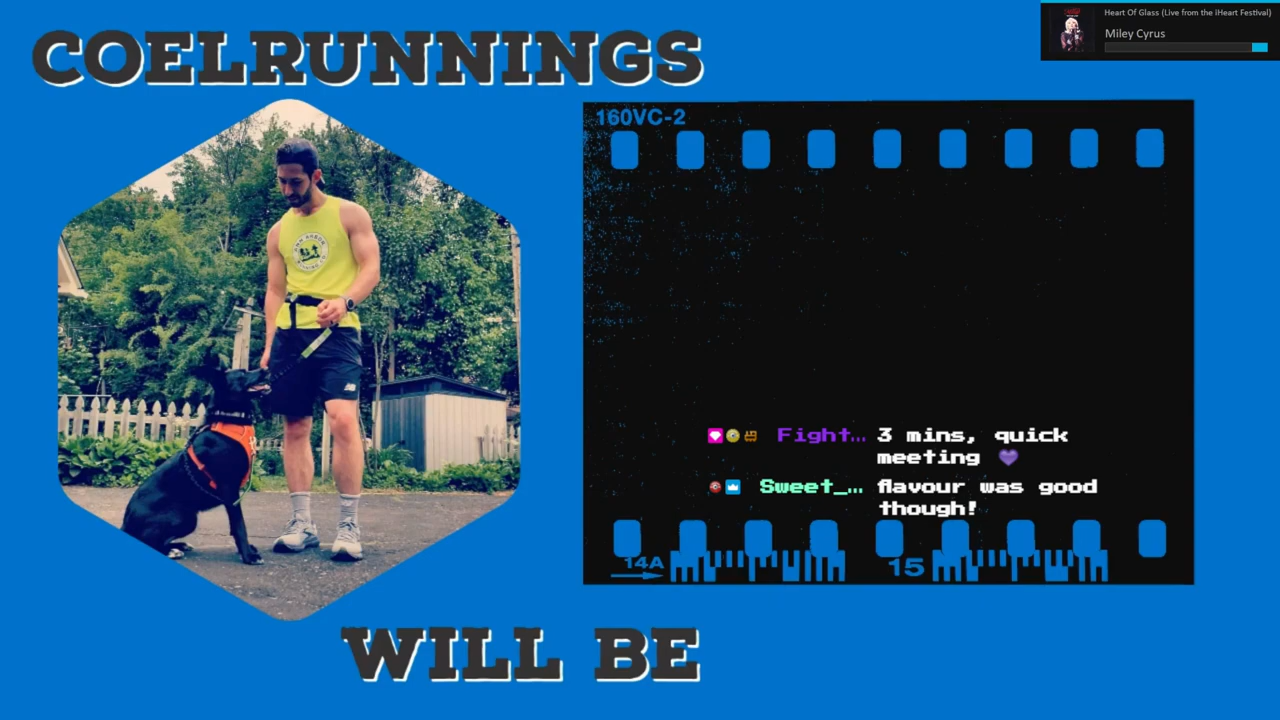 COELRUNNINGS
Heart Of Glass (Live from the iHeart Festival)
Miley Cyrus
160VC-2
Fight... 3 mins, quick
meeting 💜
Sweet_... flavour was good
though!
14A
15
WILL BE